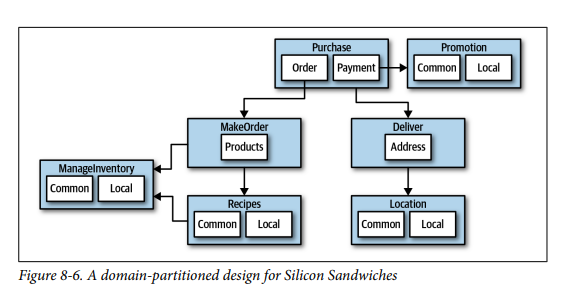 Purchase
Order
Payment
Promotion
Common
Local
MakeOrder
Products
Deliver
Address
ManageInventory
Common
Local
Recipes
Common
Local
Location
Common
Local
Figure 8-6. A domain-partitioned design for Silicon Sandwiches